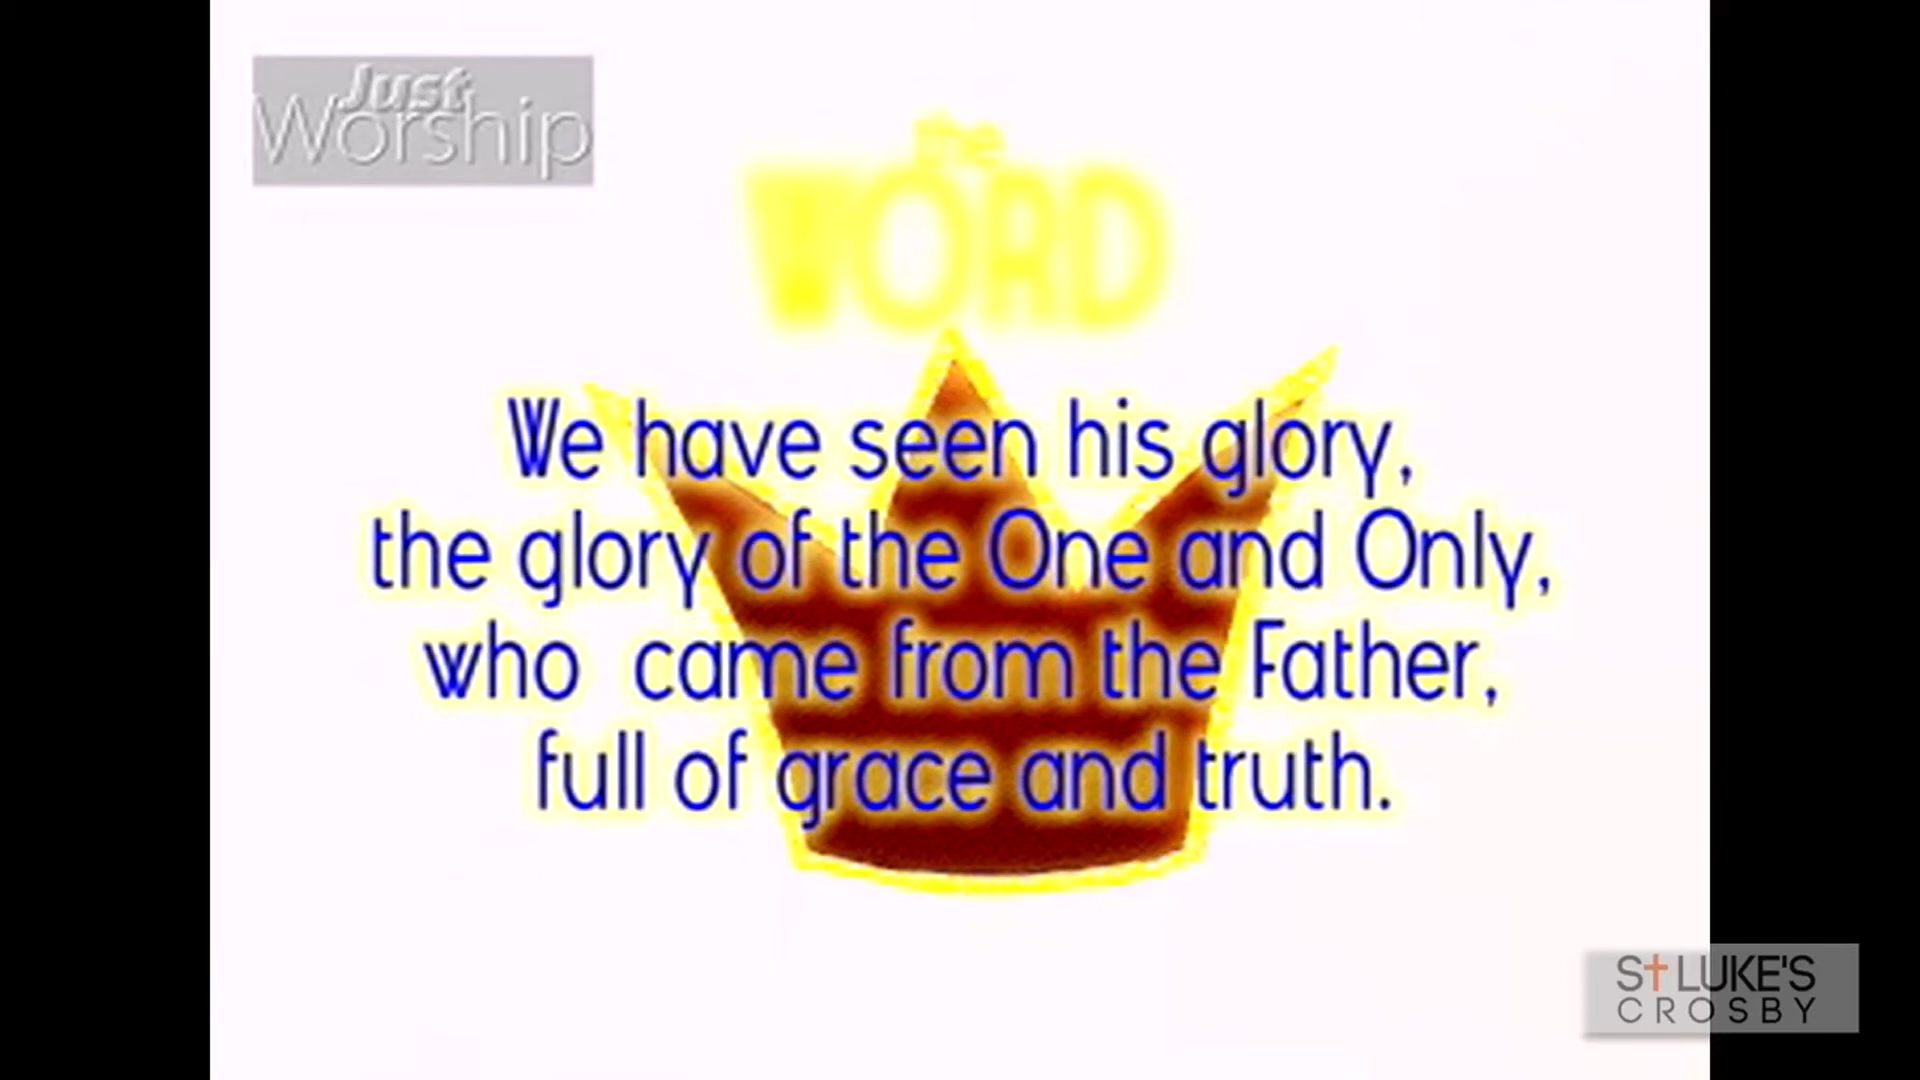 Just
Worship
the
WORD
We have seen his glory,
the glory of the One and Only,
who came from the Father,
full of grace and truth.
ST LUKE'S
CROSBY